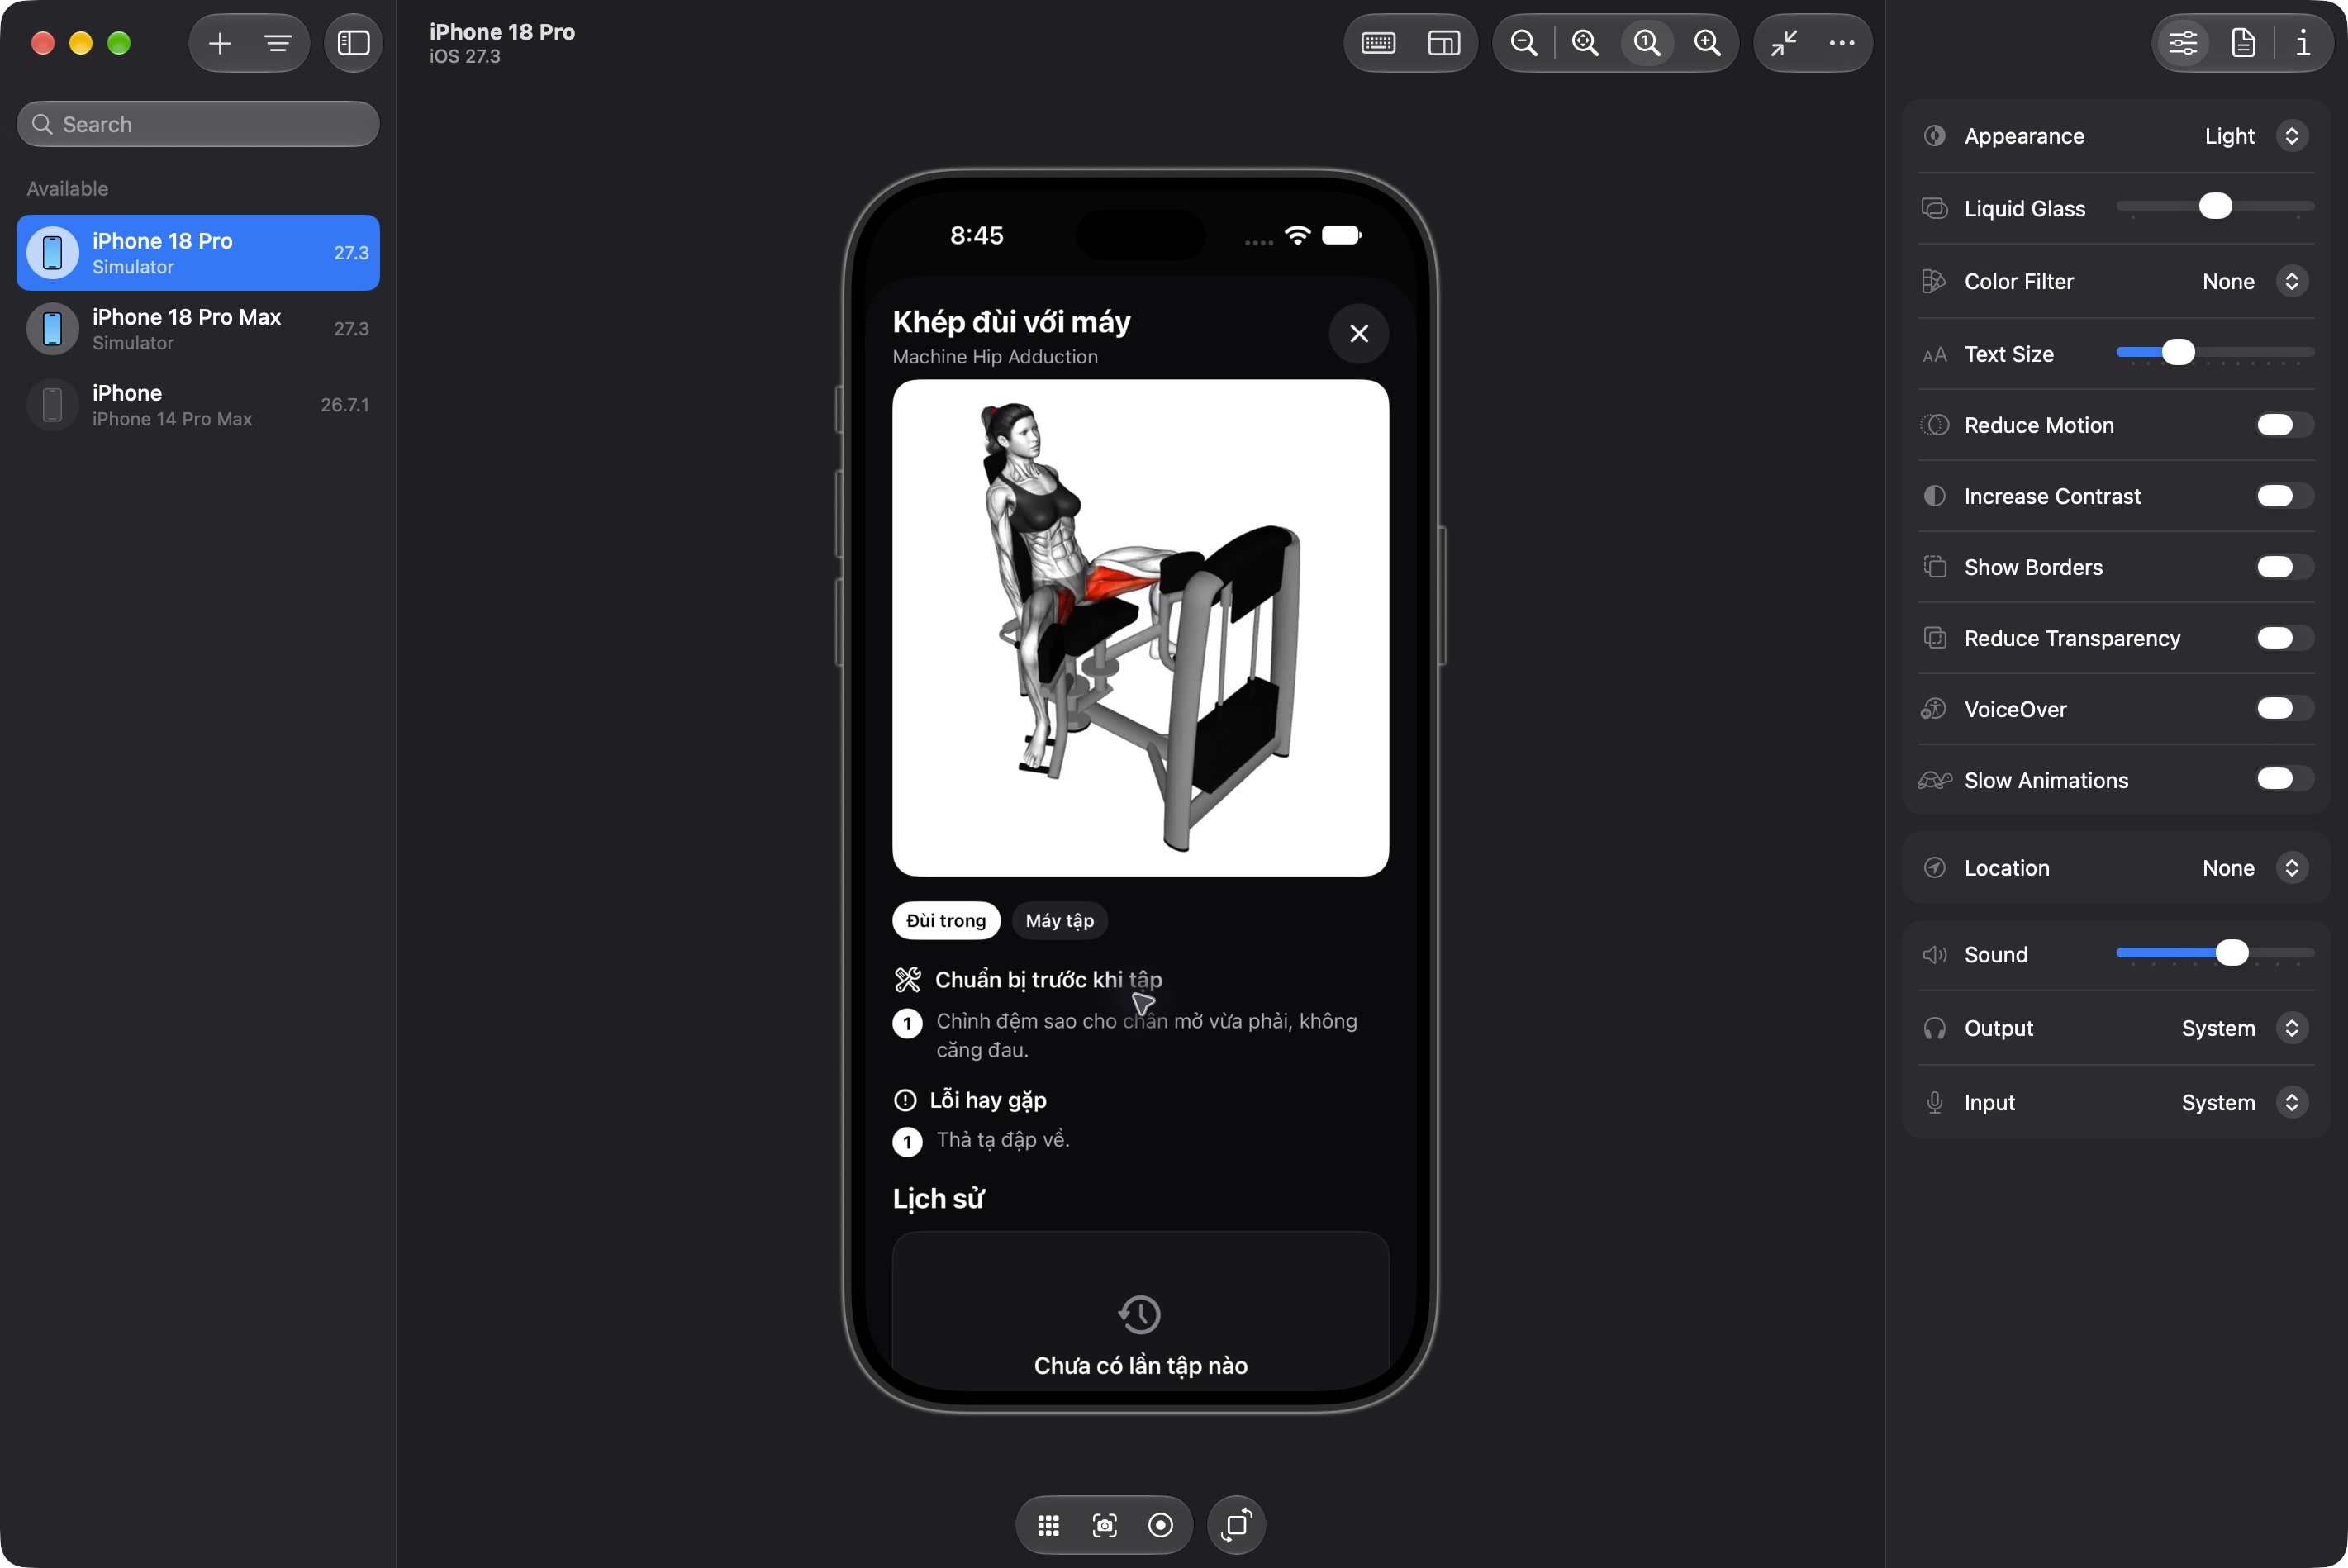 iPhone 18 Pro
iOS 27.3
Search
Available
iPhone 18 Pro
Simulator
27.3
iPhone 18 Pro Max
Simulator
27.3
iPhone
iPhone 14 Pro Max
26.7.1
8:45
Khép đùi với máy
Machine Hip Adduction
Đùi trong
Máy tập
Chuẩn bị trước khi tập
1 Chỉnh đệm sao cho chân mở vừa phải, không
căng đau.
Lỗi hay gặp
1 Thả tạ đập về.
Lịch sử
Chưa có lần tập nào
Appearance Light
Liquid Glass
Color Filter None
AA Text Size
Reduce Motion
Increase Contrast
Show Borders
Reduce Transparency
VoiceOver
Slow Animations
Location None
Sound
Output System
Input System